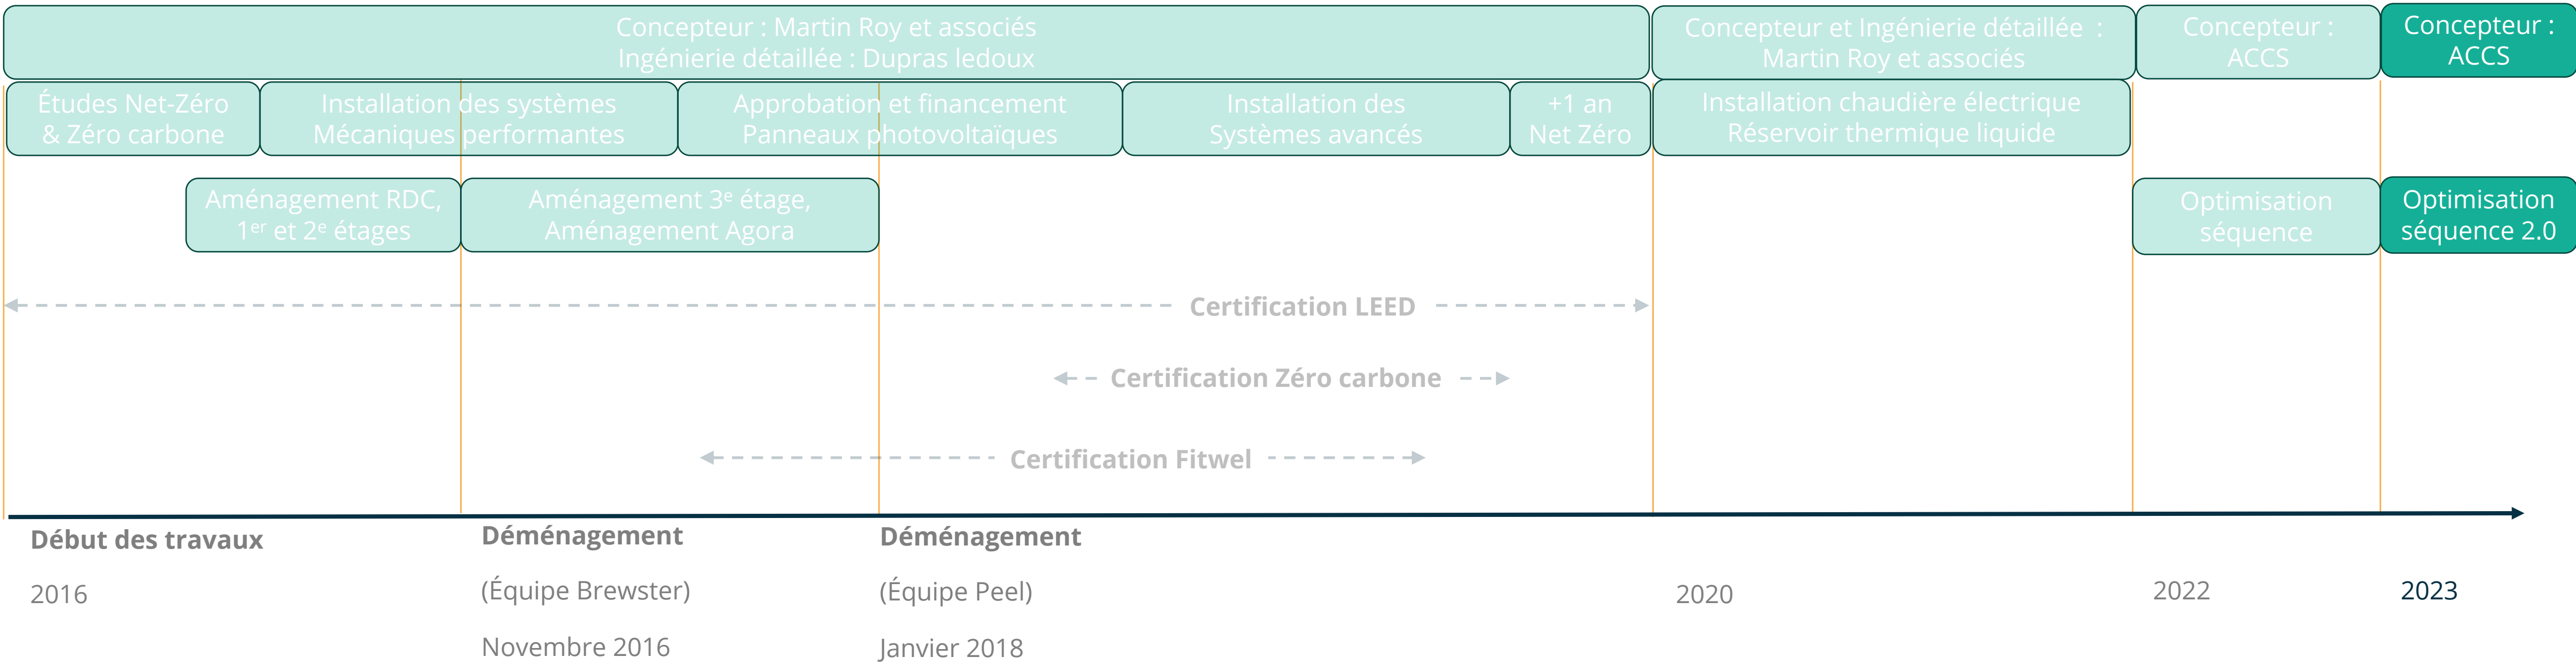 Concepteur : Martin Roy et associés
Ingénierie détaillée : Dupras ledoux
Concepteur et Ingénierie détaillée :
Martin Roy et associés
Concepteur :
ACCS
Concepteur :
ACCS
Études Net-Zéro
& Zéro carbone
Installation des systèmes
Mécaniques performantes
Approbation et financement
Panneaux photovoltaïques
Installation des
Systèmes avancés
+1 an
Net Zéro
Installation chaudière électrique
Réservoir thermique liquide
Aménagement RDC,
1er et 2e étages
Aménagement 3e étage,
Aménagement Agora
Optimisation
séquence
Optimisation
séquence 2.0
Certification LEED
Certification Zéro carbone
Certification Fitwel
Début des travaux
2016
Déménagement
(Équipe Brewster)
Novembre 2016
Déménagement
(Équipe Peel)
Janvier 2018
2020
2022
2023